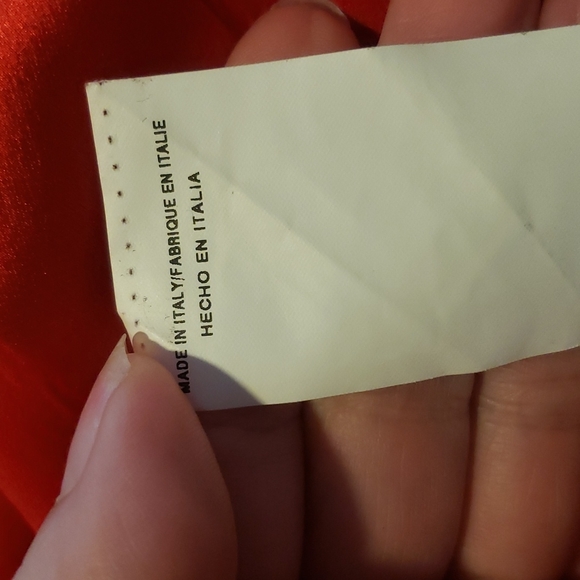 MADE IN ITALY/FABRIQUE EN ITALIE
HECHO EN ITALIA